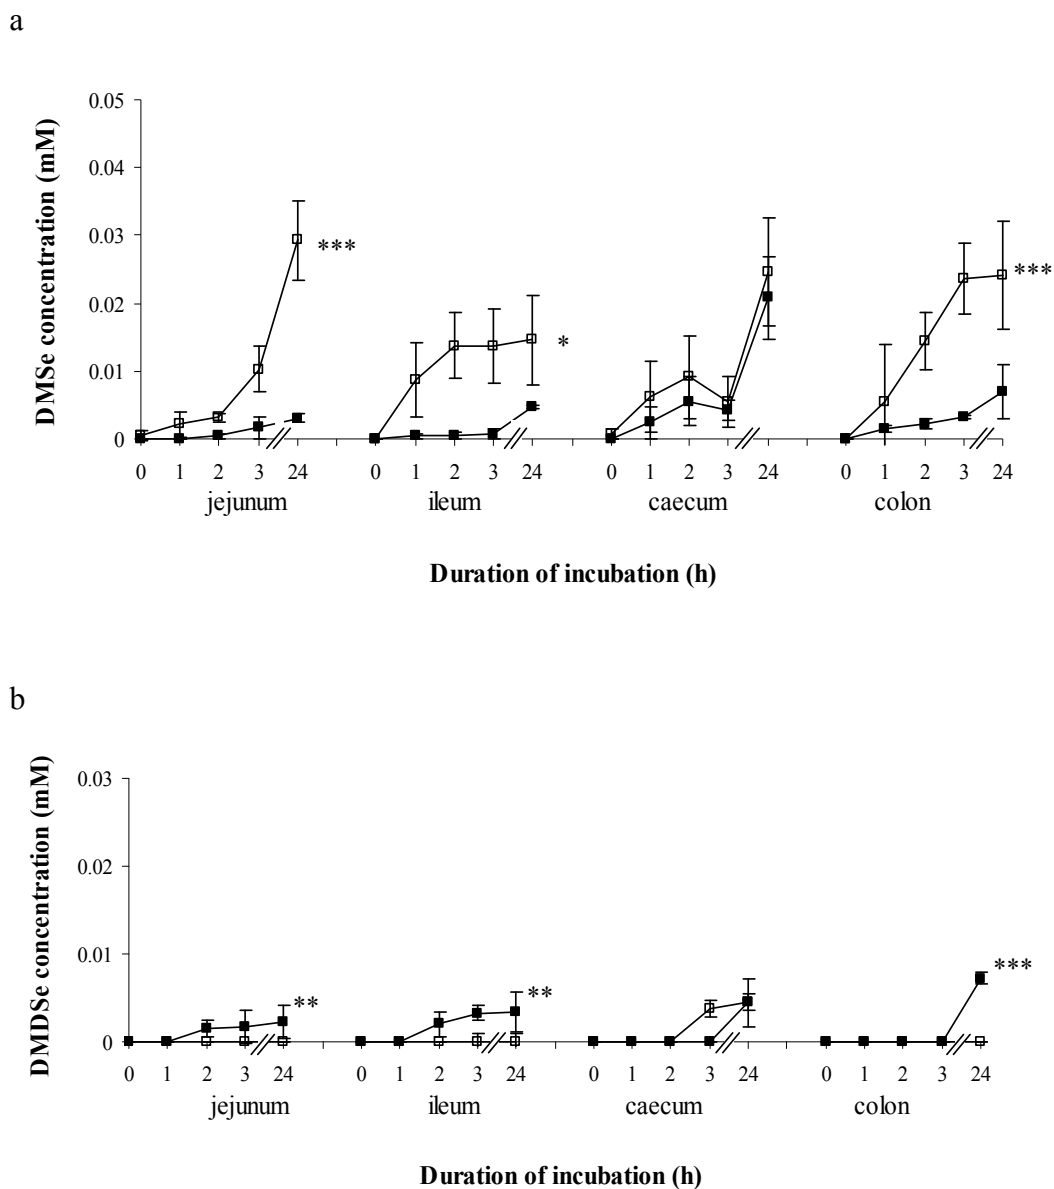 a
DMSe concentration (mM)
0.05
0.04
0.03
0.02
0.01
0
***
*
***
0 1 2 3 24 0 1 2 3 24 0 1 2 3 24 0 1 2 3 24
jejunum ileum caecum colon
Duration of incubation (h)
b
DMDSe concentration (mM)
0.03
0.02
0.01
0
**
**
***
0 1 2 3 24 0 1 2 3 24 0 1 2 3 24 0 1 2 3 24
jejunum ileum caecum colon
Duration of incubation (h)